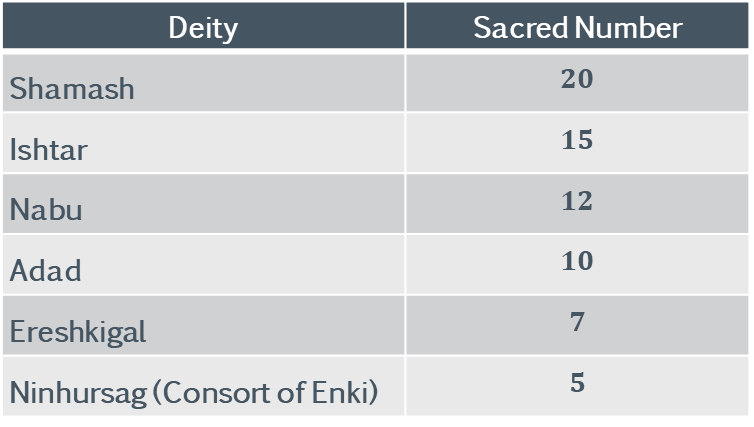 Deity Sacred Number
Shamash 20
Ishtar 15
Nabu 12
Adad 10
Ereshkigal 7
Ninhursag (Consort of Enki) 5